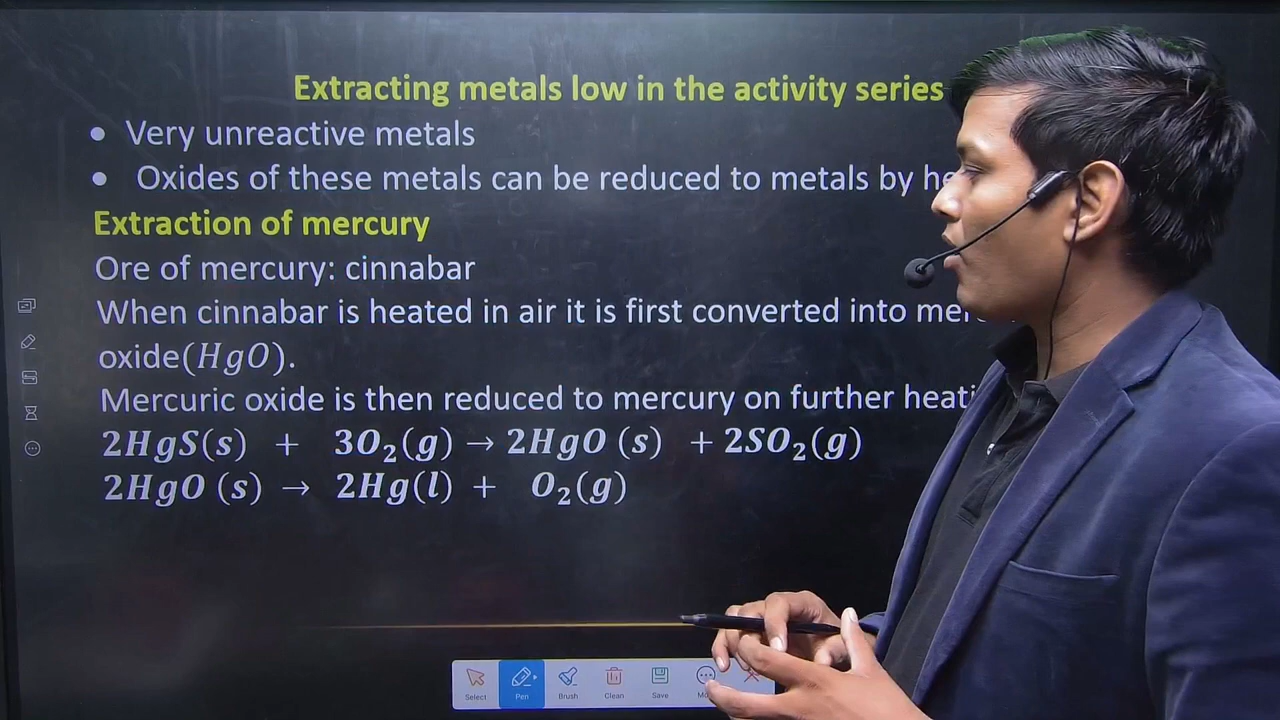 Extracting metals low in the activity series
• Very unreactive metals
• Oxides of these metals can be reduced to metals by
Extraction of mercury
Ore of mercury: cinnabar
When cinnabar is heated in air it is first converted into
oxide(HgO).
Mercuric oxide is then reduced to mercury on further
2HgS(s) + 3O₂(g) → 2HgO (s) + 2SO₂(g)
2HgO (s) → 2Hg(l) + O₂(g)
Select Pen Brush Clean Save